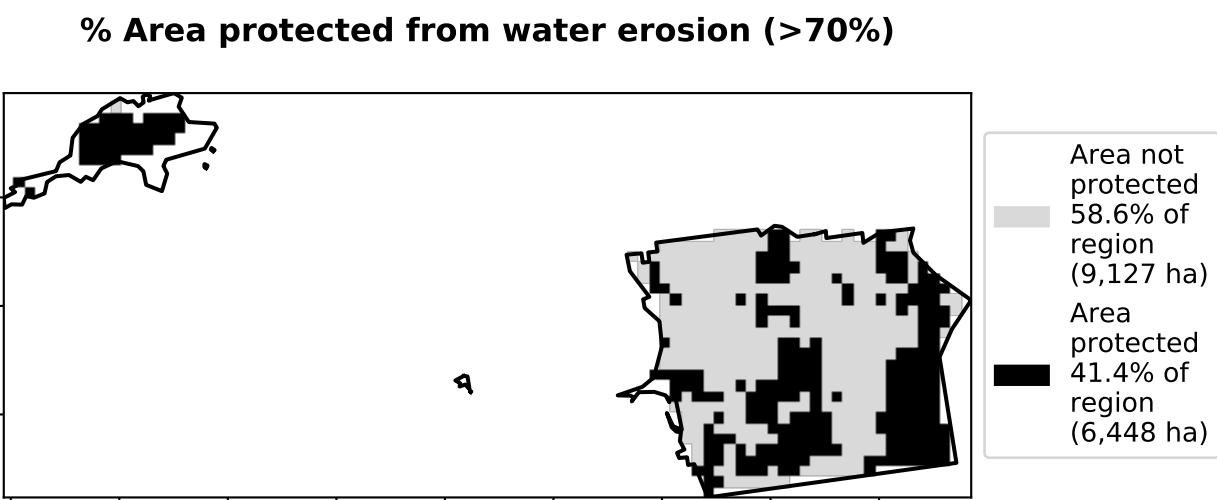 % Area protected from water erosion (>70%)
Area not
protected
58.6% of
region
(9,127 ha)
Area
protected
41.4% of
region
(6,448 ha)